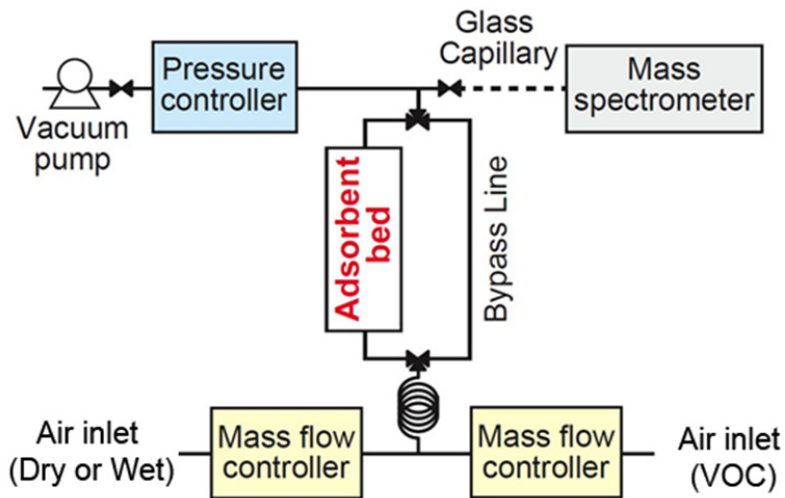 Glass
Capillary
Pressure
controller
Mass
spectrometer
Vacuum
pump
Adsorbent
bed
Bypass Line
Air inlet
(Dry or Wet)
Mass flow
controller
Mass flow
controller
Air inlet
(VOC)